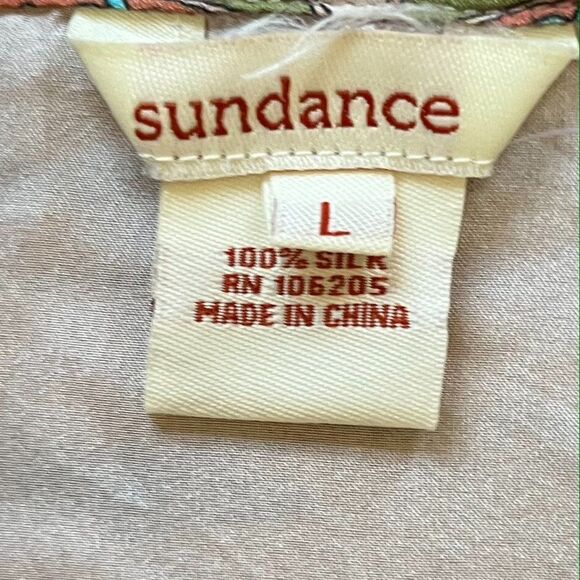 sundance
L
100% SILK
RN 106205
MADE IN CHINA